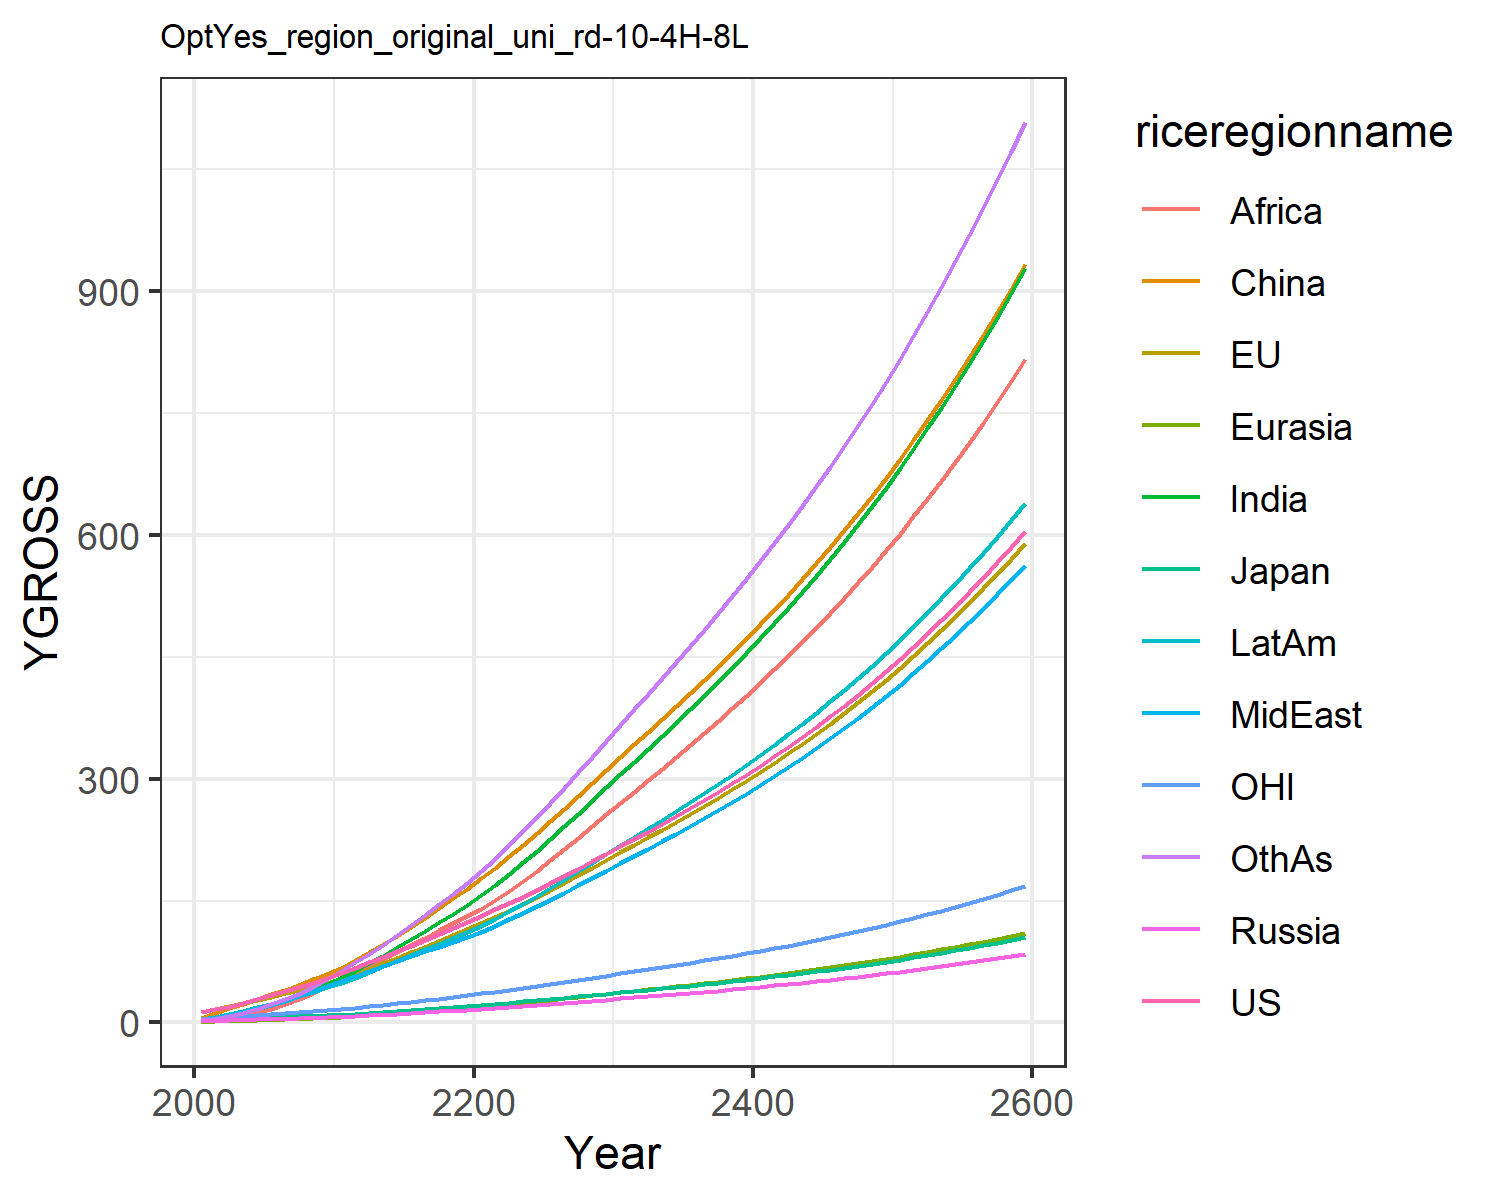 OptYes_region_original_uni_rd-10-4H-8L
YGROSS
900
600
300
0
2000
2200
2400
2600
Year
riceregionname
Africa
China
EU
Eurasia
India
Japan
LatAm
MidEast
OHI
OthAs
Russia
US